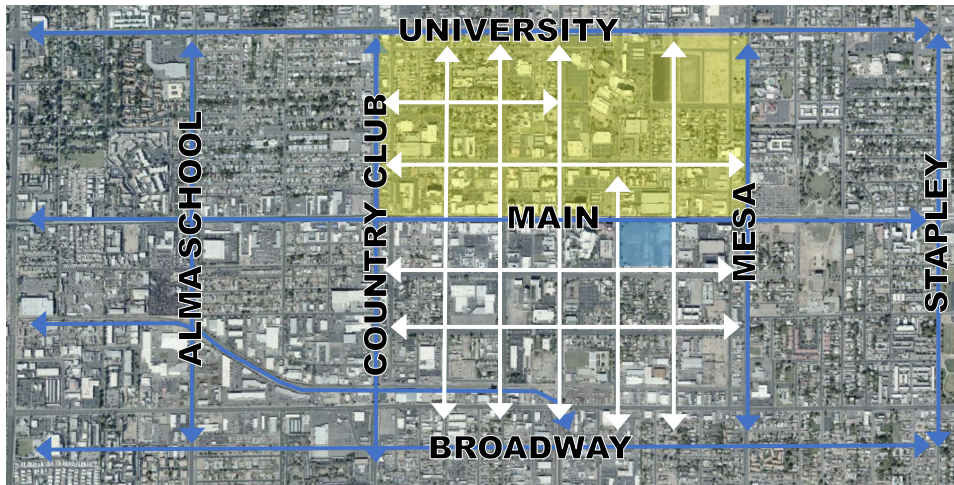 UNIVERSITY
ALMA SCHOOL
COUNTRY CLUB
MAIN
MESA
STAPLEY
BROADWAY